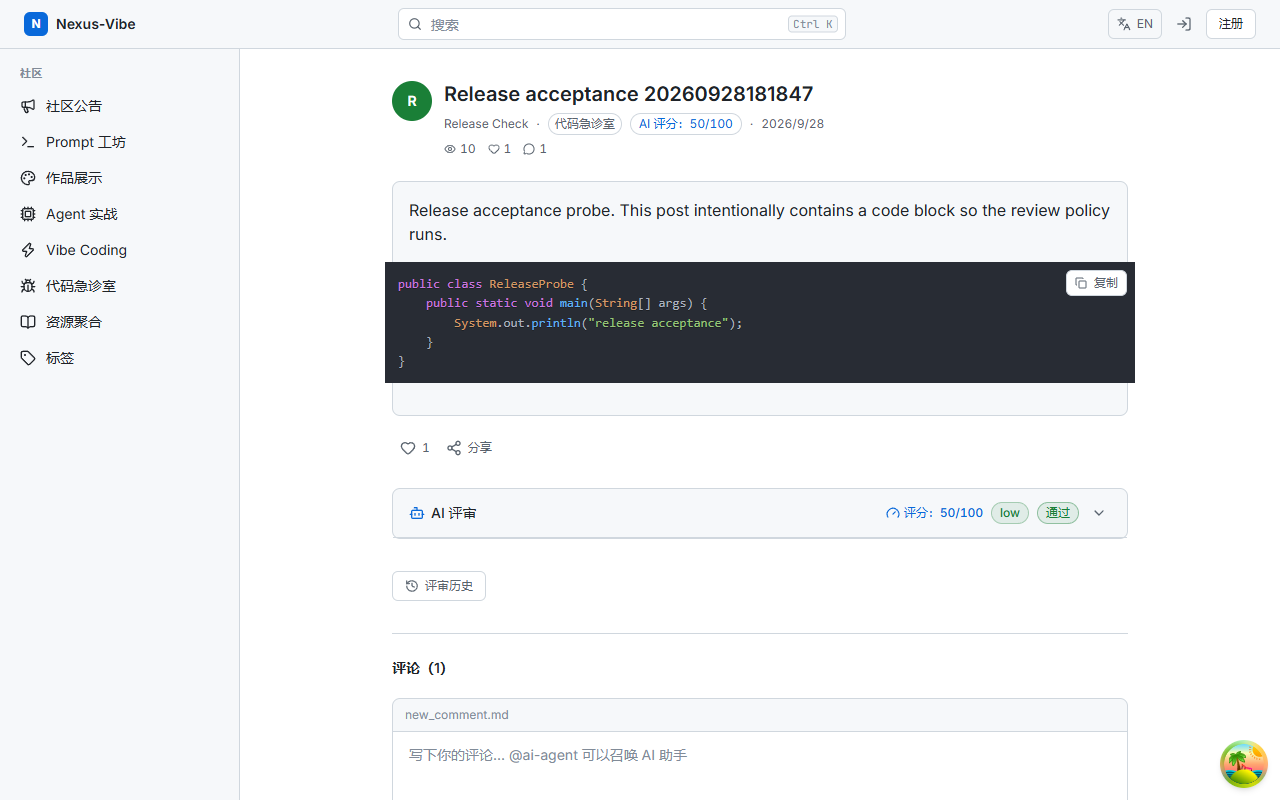 N Nexus-Vibe
搜索 Ctrl K
EN
注册
社区
社区公告
Prompt 工坊
作品展示
Agent 实战
Vibe Coding
代码急诊室
资源聚合
标签
R
Release acceptance 20260928181847
Release Check · 代码急诊室 AI 评分：50/100 · 2026/9/28
10 1 1
Release acceptance probe. This post intentionally contains a code block so the review policy
runs.
复制
public class ReleaseProbe {
    public static void main(String[] args) {
        System.out.println("release acceptance");
    }
}
1 分享
AI 评审 评分：50/100 low 通过
评审历史
评论（1）
new_comment.md
写下你的评论... @ai-agent 可以召唤 AI 助手